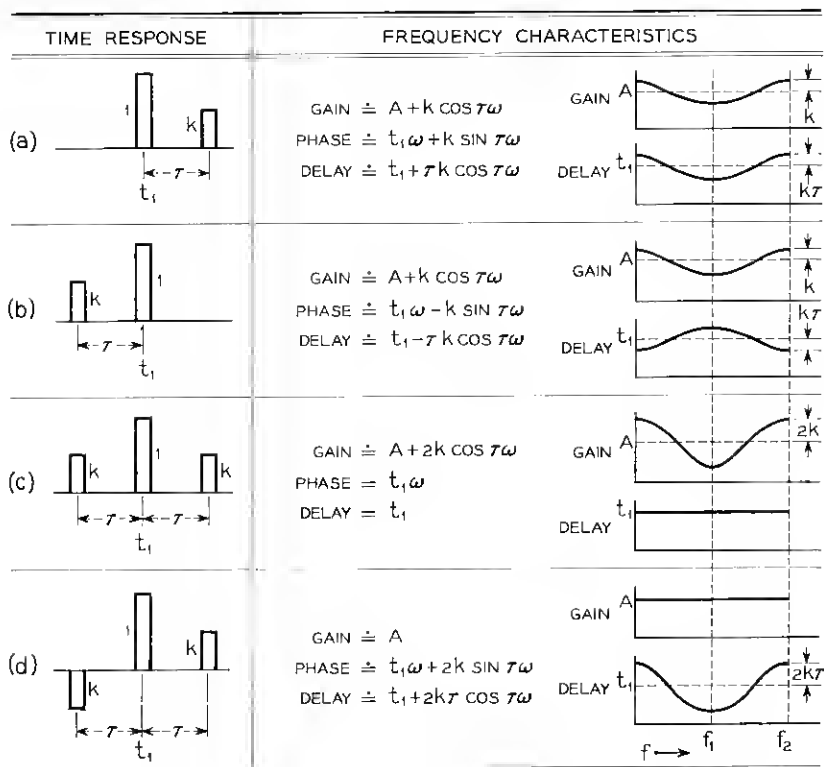 TIME RESPONSE
FREQUENCY CHARACTERISTICS
(a)
1
k
τ
t₁
GAIN ≐ A + k COS τω
PHASE ≐ t₁ω + k SIN τω
DELAY ≐ t₁ + τk COS τω
GAIN A
k
DELAY t₁
kτ
(b)
k
1
τ
t₁
GAIN ≐ A + k COS τω
PHASE ≐ t₁ω − k SIN τω
DELAY ≐ t₁ − τ k COS τω
GAIN A
k
DELAY t₁
kτ
(c)
k
1
k
τ
τ
t₁
GAIN ≐ A + 2k COS τω
PHASE = t₁ω
DELAY = t₁
GAIN A
2k
DELAY t₁
(d)
k
1
k
τ
τ
t₁
GAIN ≐ A
PHASE ≐ t₁ω + 2k SIN τω
DELAY ≐ t₁ + 2kτ COS τω
GAIN A
DELAY t₁
2kτ
f
f₁
f₂